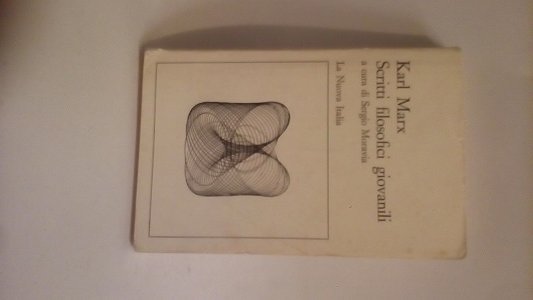 Karl Marx
Scritti filosofici giovanili
a cura di Sergio Moravia
La Nuova Italia